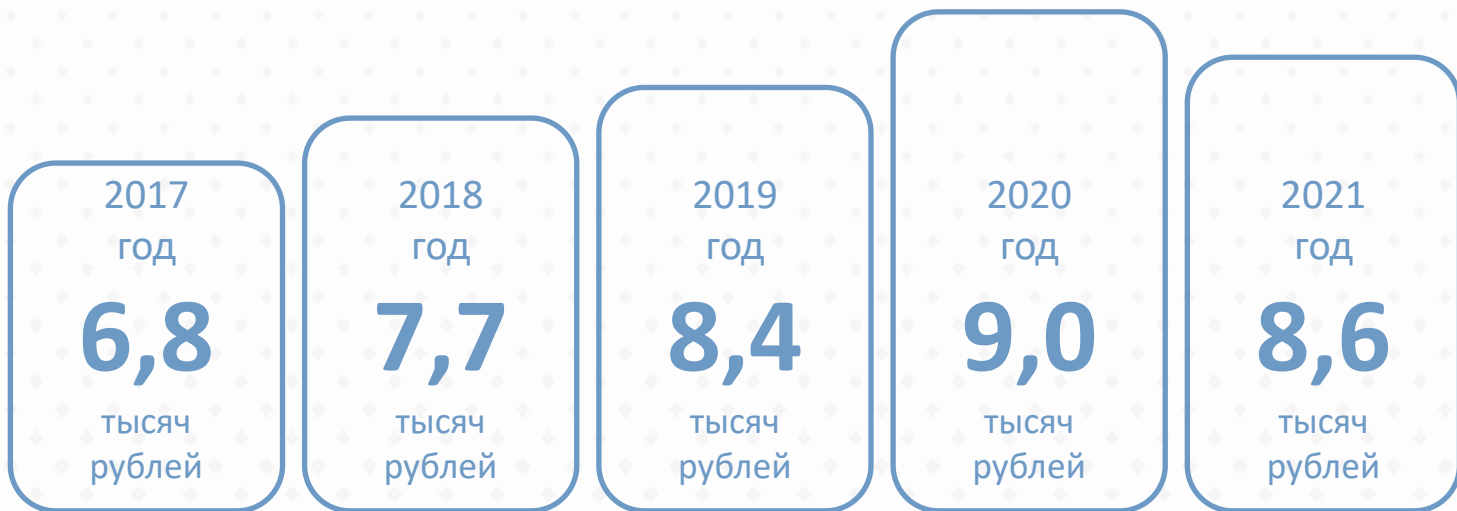 2017
год
6,8
тысяч
рублей
2018
год
7,7
тысяч
рублей
2019
год
8,4
тысяч
рублей
2020
год
9,0
тысяч
рублей
2021
год
8,6
тысяч
рублей